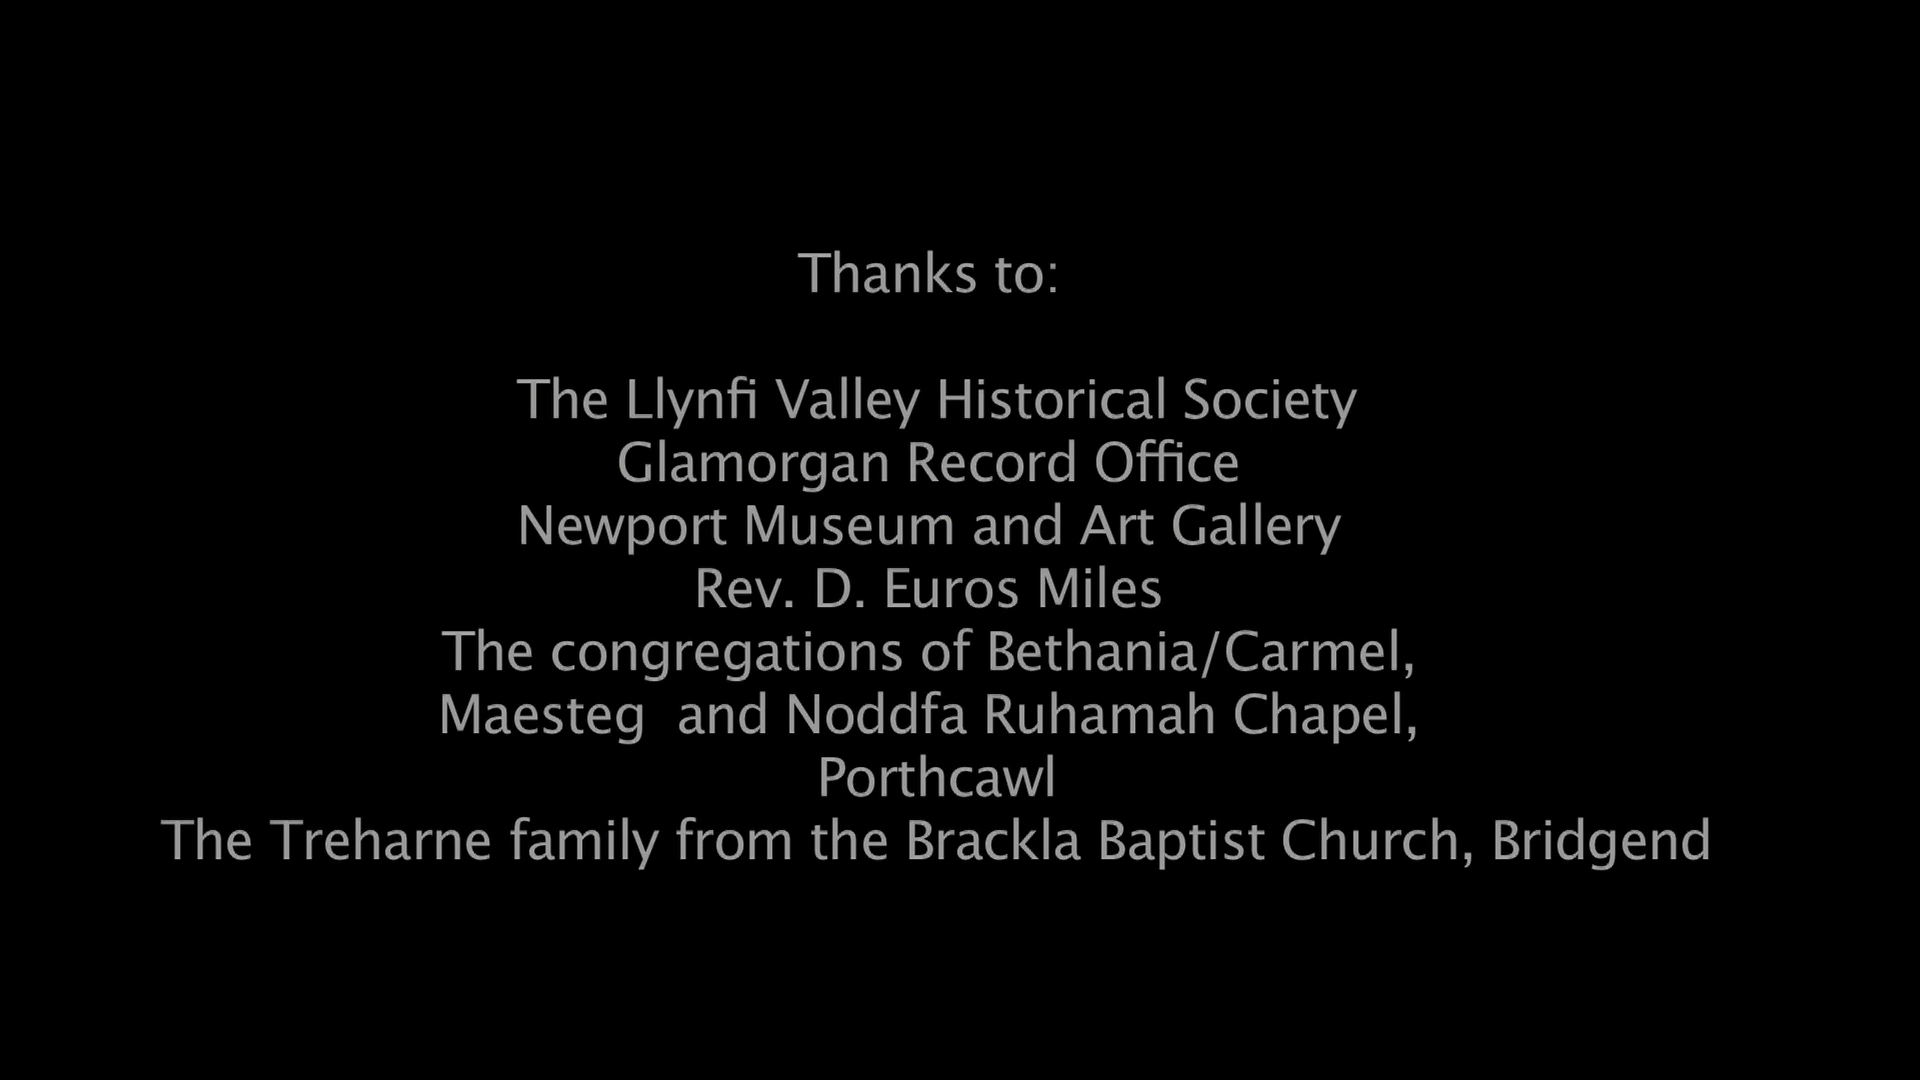 Thanks to:
The Llynfi Valley Historical Society
Glamorgan Record Office
Newport Museum and Art Gallery
Rev. D. Euros Miles
The congregations of Bethania/Carmel,
Maesteg  and Noddfa Ruhamah Chapel,
Porthcawl
The Treharne family from the Brackla Baptist Church, Bridgend